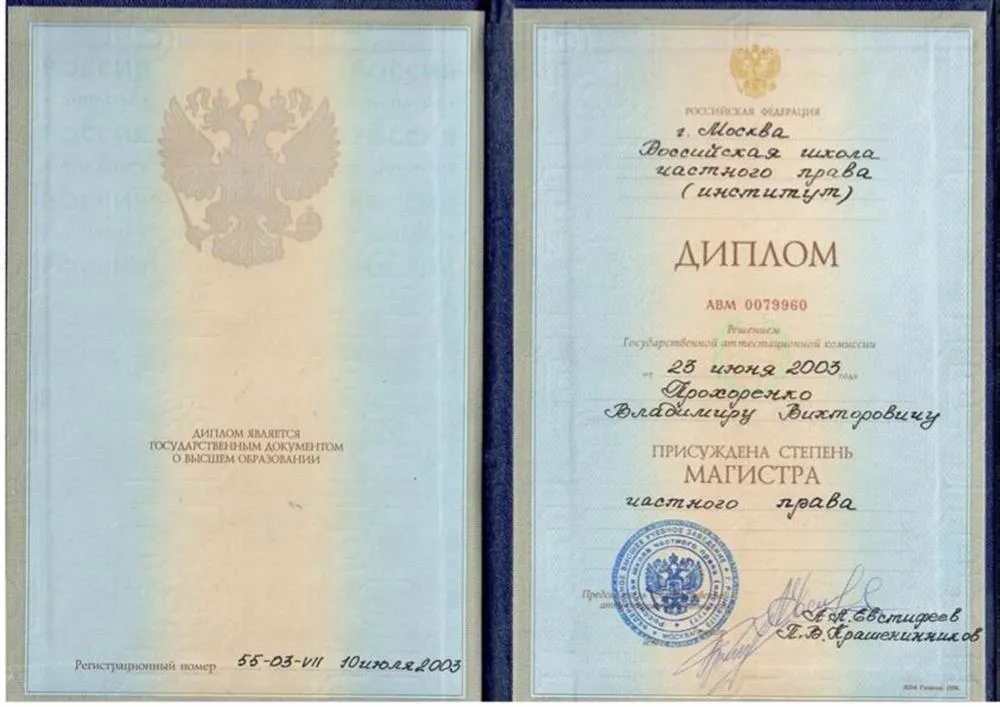 ДИПЛОМ ЯВЛЯЕТСЯ
ГОСУДАРСТВЕННЫМ ДОКУМЕНТОМ
О ВЫСШЕМ ОБРАЗОВАНИИ
Регистрационный номер 55-03-VII 10 июля 2003
РОССИЙСКАЯ ФЕДЕРАЦИЯ
г. Москва
Российская школа
частного права
(институт)
ДИПЛОМ
АВМ 0079960
Решением
Государственной аттестационной комиссии
от 23 июня 2003 года
Прохоренко
Владимиру Викторовичу
ПРИСУЖДЕНА СТЕПЕНЬ
МАГИСТРА
частного права
А.Л.Евстифеев
П.В.Крашенинников